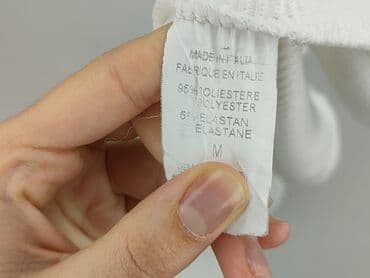 MADE IN ITALIA
FABRIQUE EN ITALIE
95% POLIESTERE
POLYESTER
5% ELASTAN
ELASTANE
M